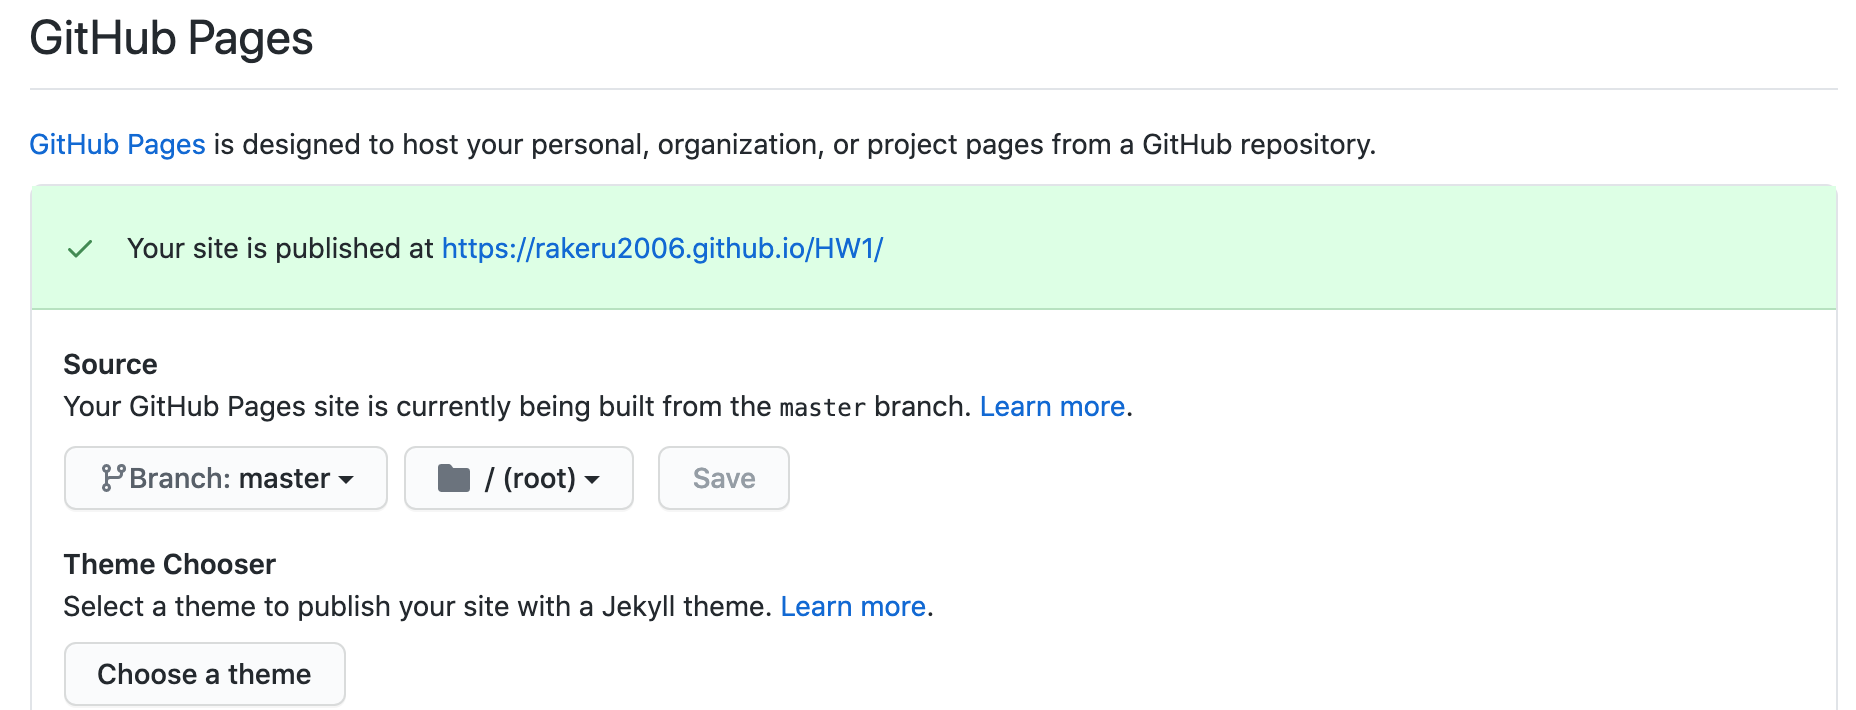 GitHub Pages
GitHub Pages is designed to host your personal, organization, or project pages from a GitHub repository.
Your site is published at https://rakeru2006.github.io/HW1/
Source
Your GitHub Pages site is currently being built from the master branch. Learn more.
Branch: master / (root) Save
Theme Chooser
Select a theme to publish your site with a Jekyll theme. Learn more.
Choose a theme